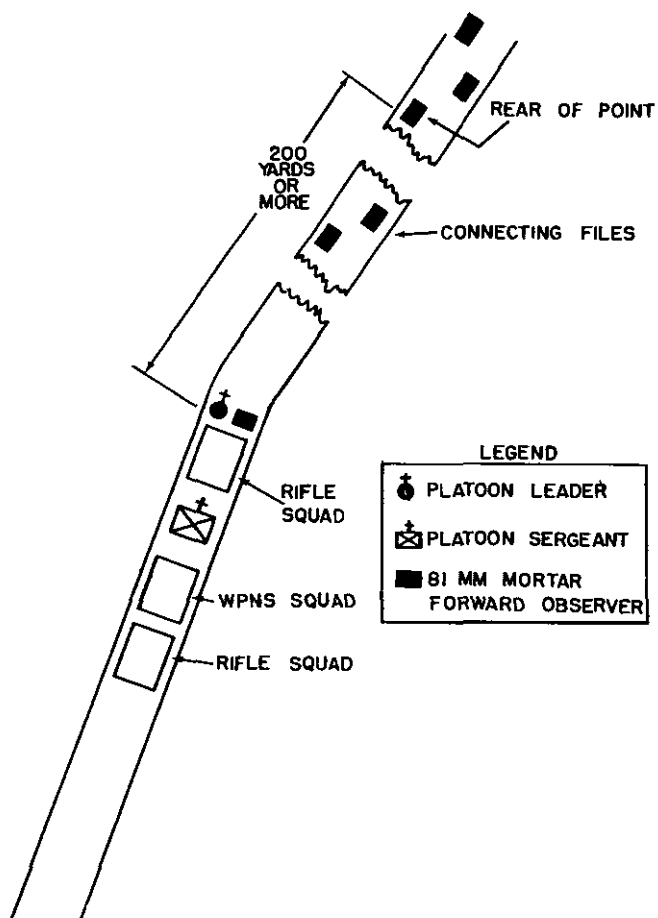 REAR OF POINT
200
YARDS
OR
MORE
CONNECTING FILES
RIFLE
SQUAD
WPNS SQUAD
RIFLE SQUAD
LEGEND
PLATOON LEADER
PLATOON SERGEANT
81 MM MORTAR
FORWARD OBSERVER